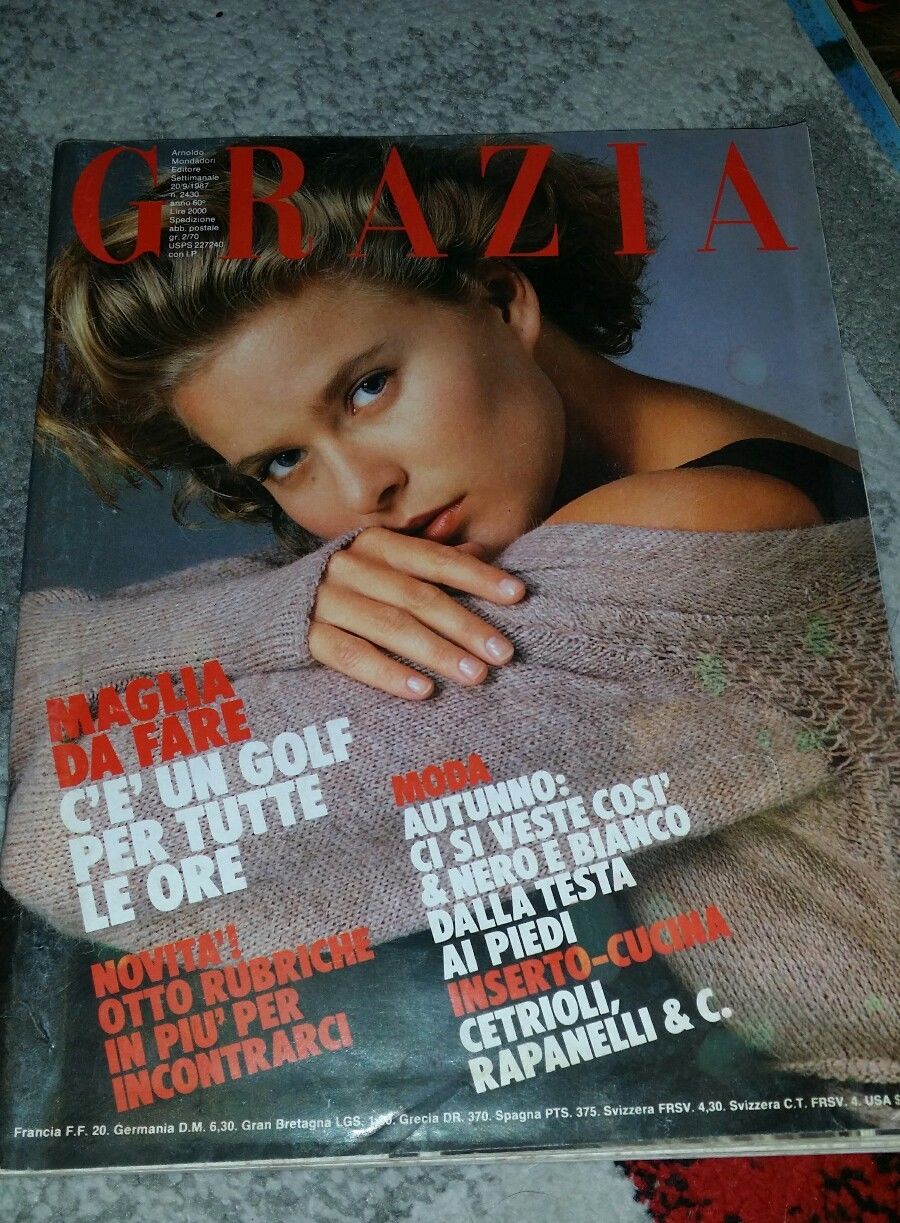 GRAZIA
Arnoldo
Mondadori
Editore
Settimanale
20/9/1987
n. 2430
anno 60º
Lire 2000
Spedizione
abb. postale
gr. 2/70
USPS 227240
con I.P.
MAGLIA
DA FARE
C'E' UN GOLF
PER TUTTE
LE ORE
NOVITA'!
OTTO RUBRICHE
IN PIU' PER
INCONTRARCI
MODA
AUTUNNO:
CI SI VESTE COSI'
& NERO E BIANCO
DALLA TESTA
AI PIEDI
INSERTO-CUCINA
CETRIOLI,
RAPANELLI & C.
Francia F.F. 20. Germania D.M. 6,30. Gran Bretagna LGS. Grecia DR. 370. Spagna PTS. 375. Svizzera FRSV. 4,30. Svizzera C.T. FRSV. 4. USA $